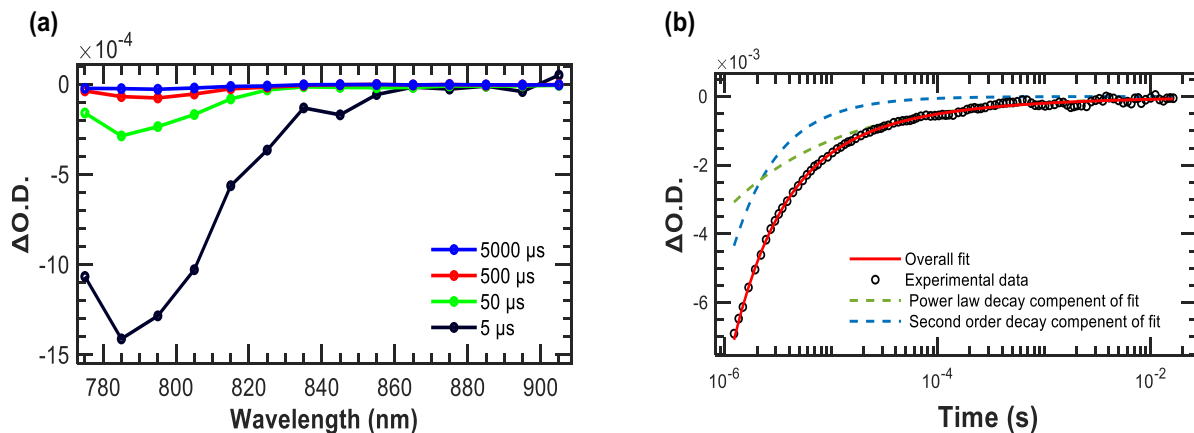 (a)
×10⁻⁴
0
-5
-10
-15
ΔO.D.
780 800 820 840 860 880 900
Wavelength (nm)
5000 µs
500 µs
50 µs
5 µs
(b)
×10⁻³
0
-2
-4
-6
ΔO.D.
10⁻⁶ 10⁻⁴ 10⁻²
Time (s)
Overall fit
Experimental data
Power law decay compenent of fit
Second order decay compenent of fit